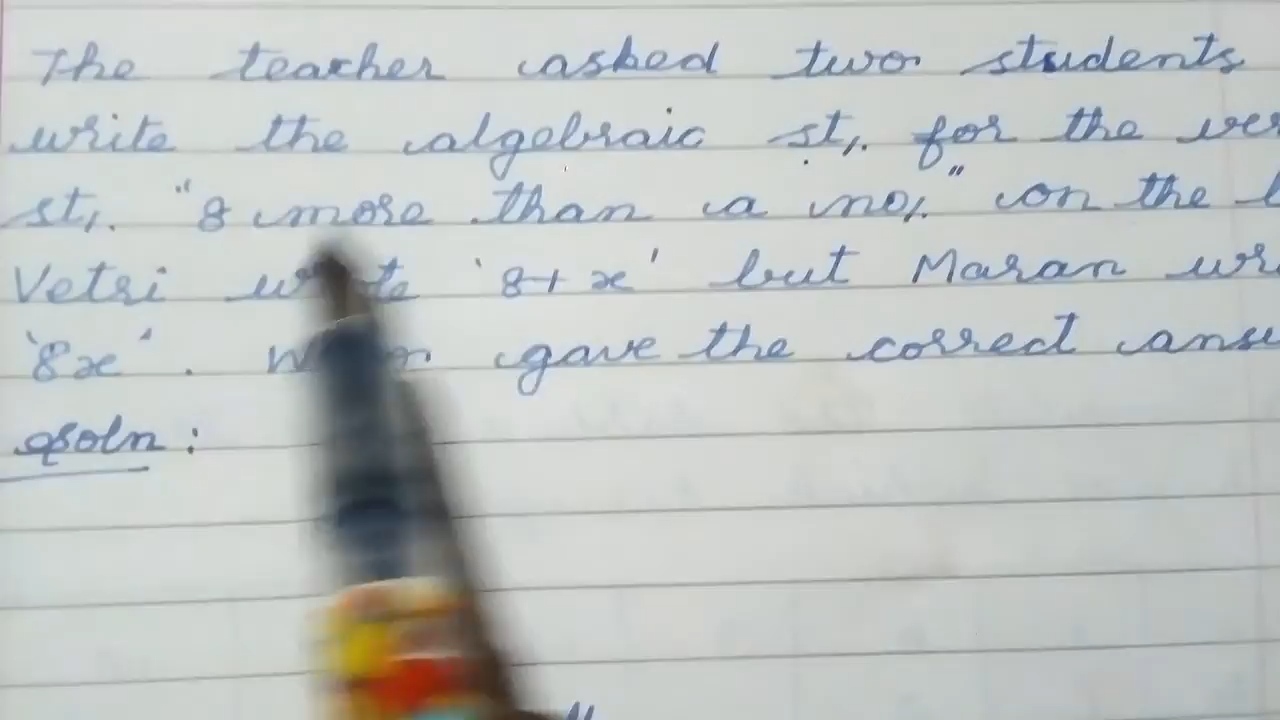 The teacher asked two students
write the algebraic st,. for the
st,. "8 more than a no,." on the
Vetri '8+x' but Maran
'8x'. gave the correct
Soln: